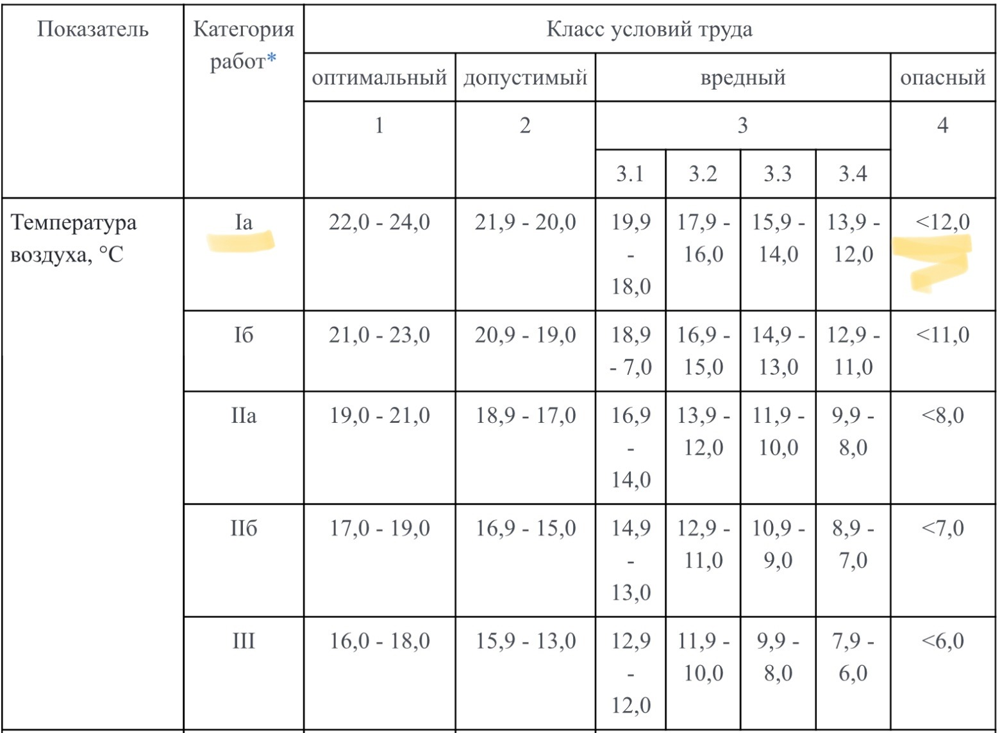 Показатель
Категория работ*
Класс условий труда
оптимальный допустимый вредный опасный
1 2 3 4
3.1 3.2 3.3 3.4
Температура воздуха, °С
Iа 22,0 - 24,0 21,9 - 20,0 19,9 - 18,0 17,9 - 16,0 15,9 - 14,0 13,9 - 12,0 <12,0
Iб 21,0 - 23,0 20,9 - 19,0 18,9 - 7,0 16,9 - 15,0 14,9 - 13,0 12,9 - 11,0 <11,0
IIа 19,0 - 21,0 18,9 - 17,0 16,9 - 14,0 13,9 - 12,0 11,9 - 10,0 9,9 - 8,0 <8,0
IIб 17,0 - 19,0 16,9 - 15,0 14,9 - 13,0 12,9 - 11,0 10,9 - 9,0 8,9 - 7,0 <7,0
III 16,0 - 18,0 15,9 - 13,0 12,9 - 12,0 11,9 - 10,0 9,9 - 8,0 7,9 - 6,0 <6,0